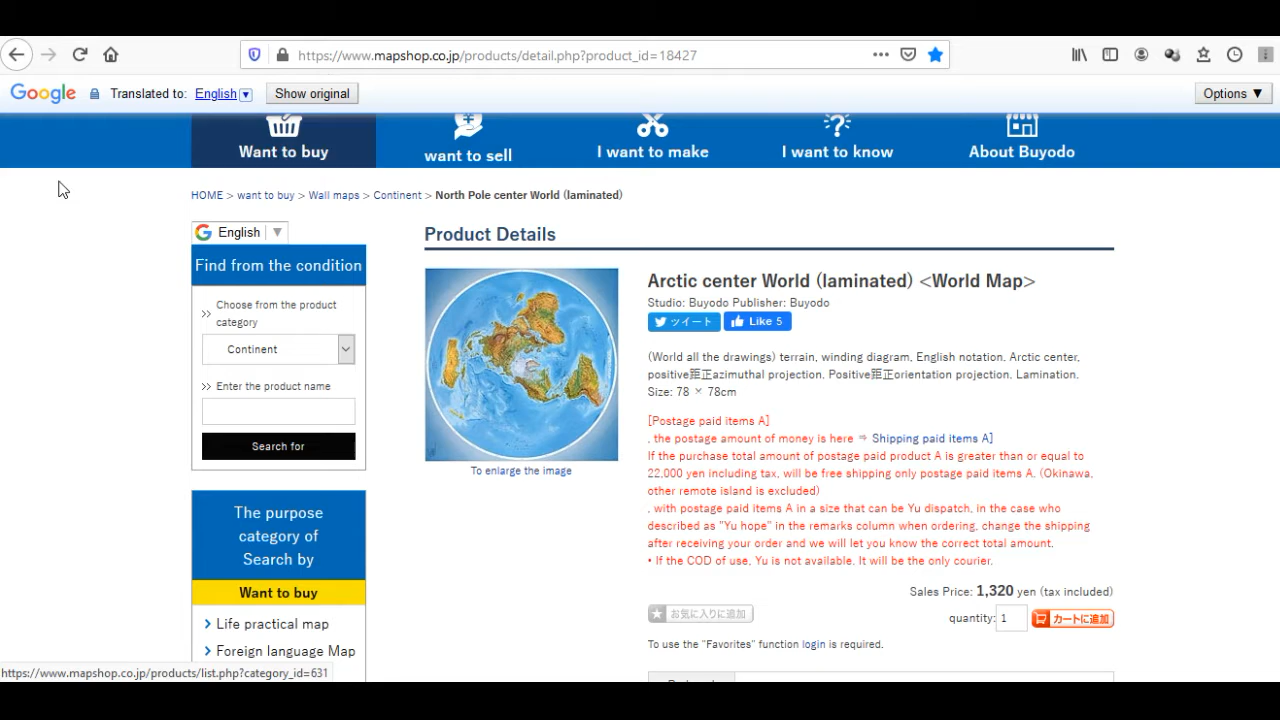 https://www.mapshop.co.jp/products/detail.php?product_id=18427
Google Translated to: English Show original Options ▼
Want to buy
want to sell
I want to make
I want to know
About Buyodo
HOME > want to buy > Wall maps > Continent > North Pole center World (laminated)
English
Find from the condition
Choose from the product
category
Continent
Enter the product name
Search for
The purpose
category of
Search by
Want to buy
Life practical map
Foreign language Map
Product Details
To enlarge the image
Arctic center World (laminated) <World Map>
Studio: Buyodo Publisher: Buyodo
ツイート Like 5
(World all the drawings) terrain, winding diagram. English notation. Arctic center,
positive距正azimuthal projection. Positive距正orientation projection. Lamination.
Size: 78 × 78cm
[Postage paid items A]
, the postage amount of money is here ⇒ Shipping paid items A]
If the purchase total amount of postage paid product A is greater than or equal to
22,000 yen including tax, will be free shipping only postage paid items A. (Okinawa,
other remote island is excluded)
, with postage paid items A in a size that can be Yu dispatch, in the case who
described as "Yu hope" in the remarks column when ordering, change the shipping
after receiving your order and we will let you know the correct total amount.
• If the COD of use, Yu is not available. It will be the only courier.
Sales Price: 1,320 yen (tax included)
お気に入りに追加
quantity: 1 カートに追加
To use the "Favorites" function login is required.
https://www.mapshop.co.jp/products/list.php?category_id=631